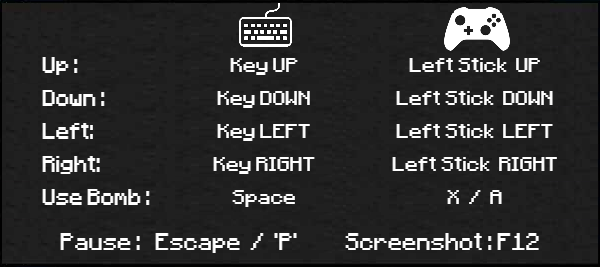 Up: Key UP Left Stick UP
Down: Key DOWN Left Stick DOWN
Left: Key LEFT Left Stick LEFT
Right: Key RIGHT Left Stick RIGHT
Use Bomb: Space X / A
Pause: Escape / 'P' Screenshot:F12